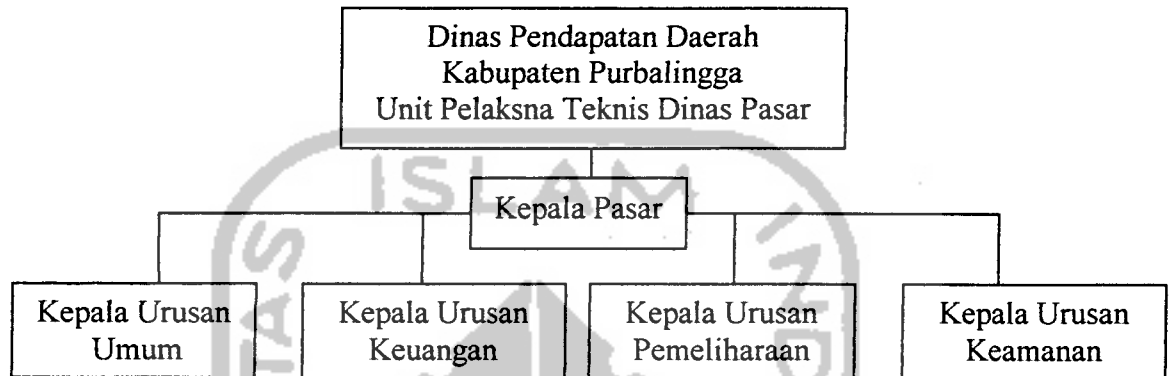 Dinas Pendapatan Daerah
Kabupaten Purbalingga
Unit Pelaksna Teknis Dinas Pasar
ISLAM
Kepala Pasar
Kepala Urusan
Umum
Kepala Urusan
Keuangan
Kepala Urusan
Pemeliharaan
Kepala Urusan
Keamanan